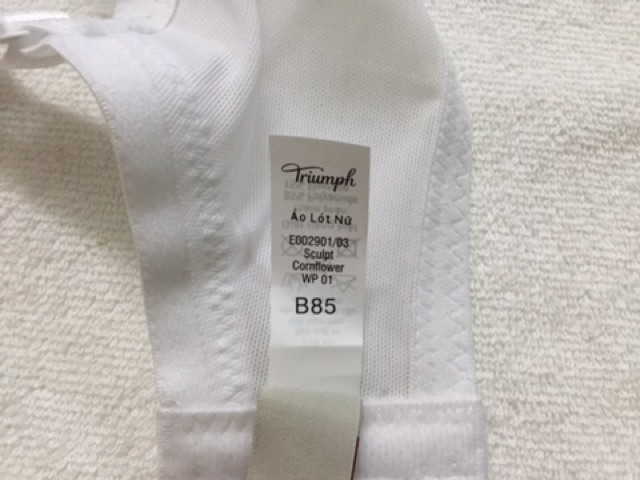 Triumph
Áo Lót Nữ
E002901/03
Sculpt
Cornflower
WP 01
B85